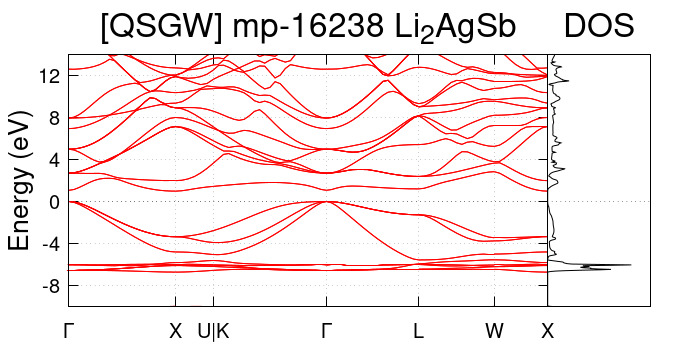 [QSGW] mp-16238 Li₂AgSb DOS
Energy (eV)
12
8
4
0
-4
-8
Γ X U|K Γ L W X